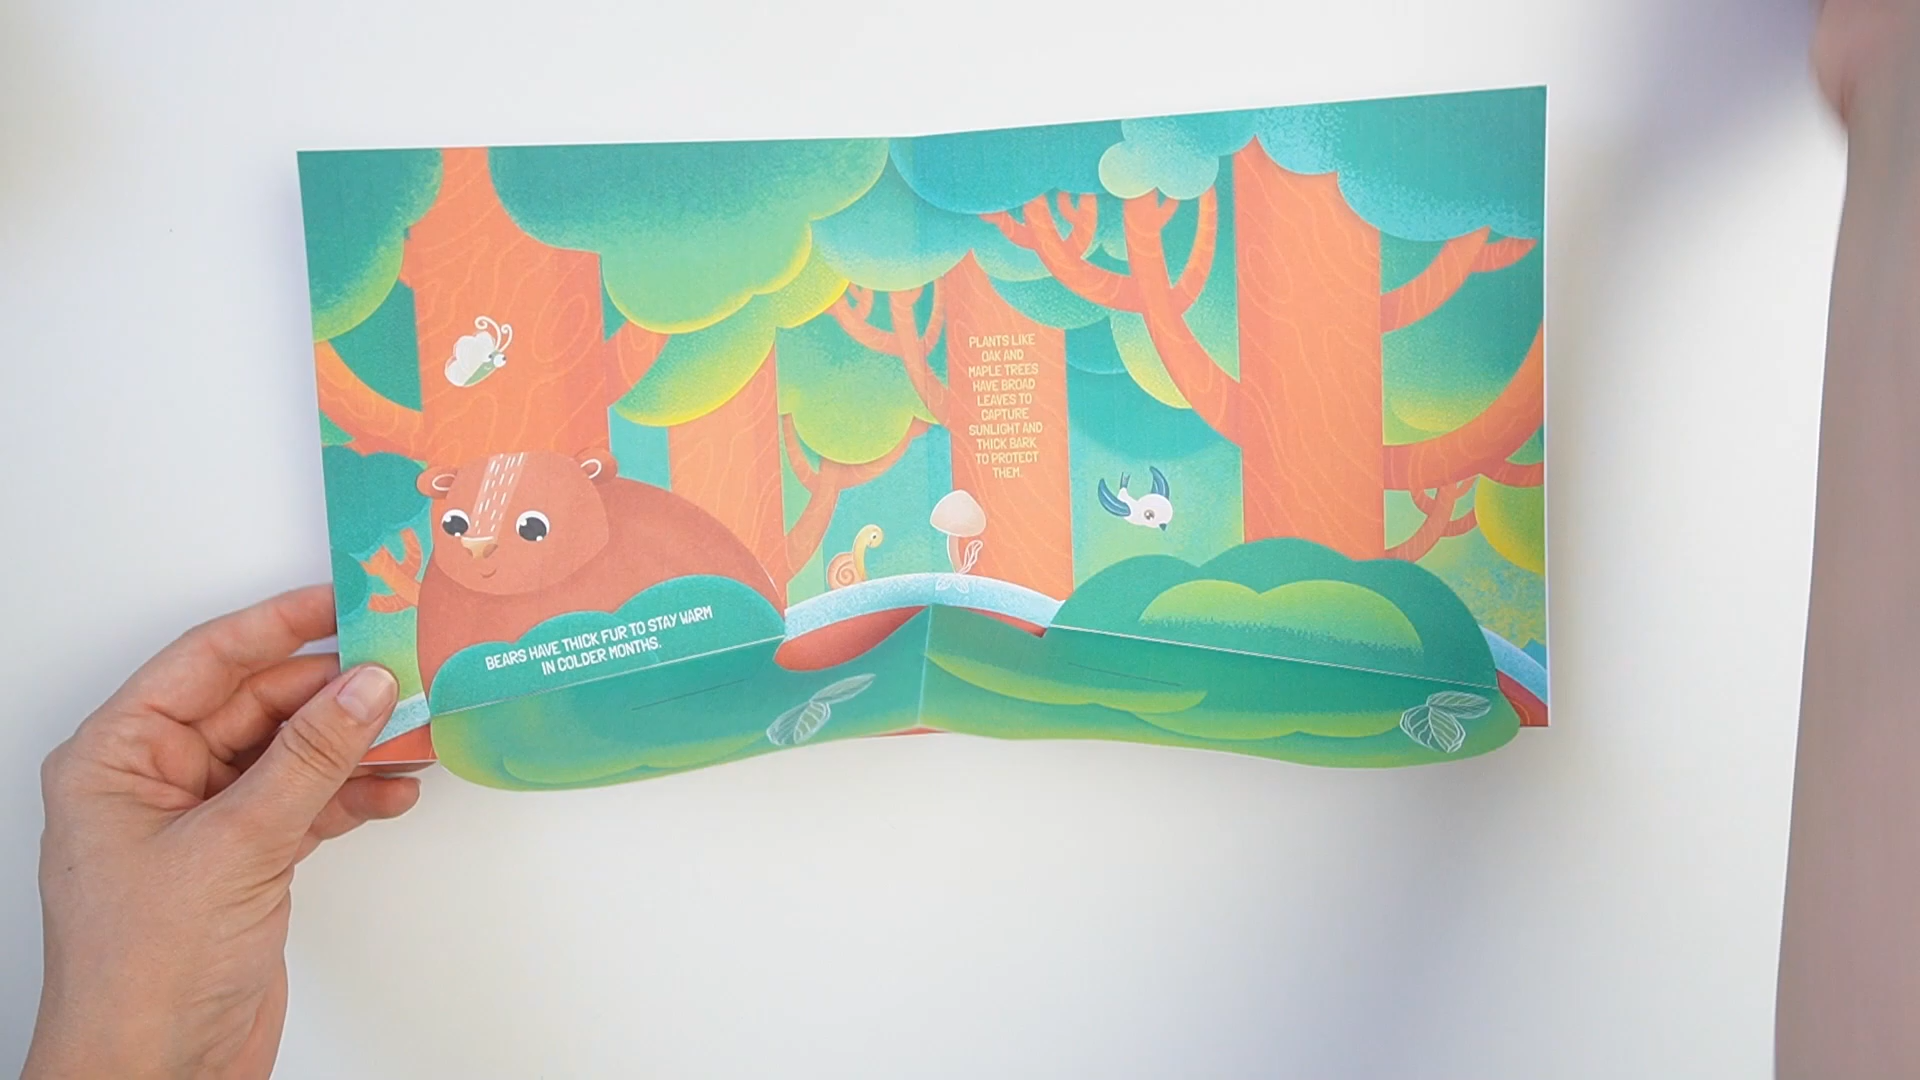 BEARS HAVE THICK FUR TO STAY WARM
IN COLDER MONTHS.
PLANTS LIKE
OAK AND
MAPLE TREES
HAVE BROAD
LEAVES TO
CAPTURE
SUNLIGHT AND
THICK BARK
TO PROTECT
THEM.